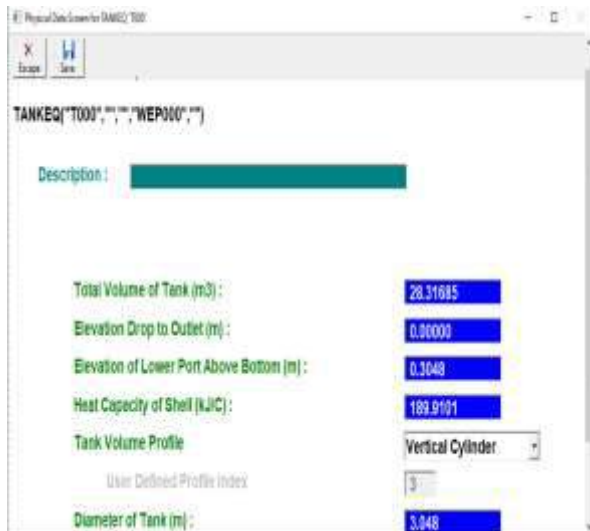 Physical Data Screen for TANKEQ 'T000'
Escape Save
TANKEQ("T000","","","WEP000","")
Description :
Total Volume of Tank (m3) : 28.31685
Elevation Drop to Outlet (m) : 0.00000
Elevation of Lower Port Above Bottom (m) : 0.3048
Heat Capacity of Shell (kJ/C) : 189.9101
Tank Volume Profile Vertical Cylinder
User Defined Profile Index 3
Diameter of Tank (m) : 3.048